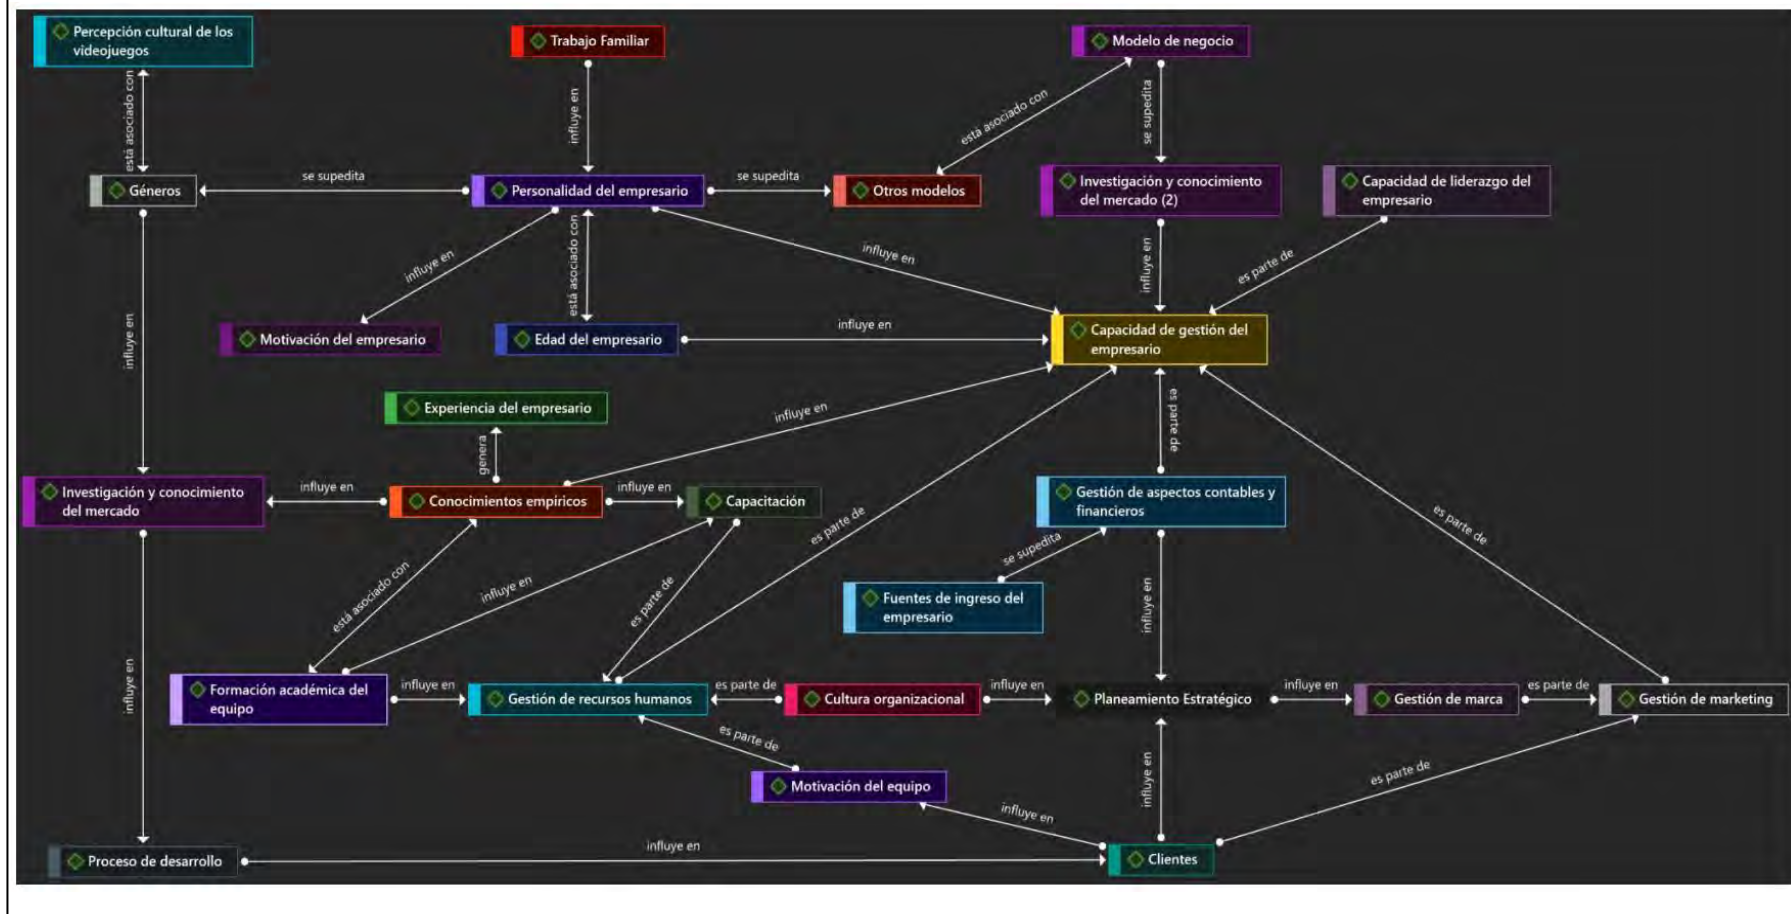 Percepción cultural de los
videojuegos
Trabajo Familiar
Modelo de negocio
está asociado con
influye en
está asociado con
se supedita
Géneros
se supedita
Personalidad del empresario
se supedita
Otros modelos
Investigación y conocimiento
del mercado (2)
Capacidad de liderazgo del
empresario
influye en
está asociado con
influye en
influye en
es parte de
influye en
Motivación del empresario
Edad del empresario
influye en
Capacidad de gestión del
empresario
Experiencia del empresario
influye en
es parte de
genera
Investigación y conocimiento
del mercado
influye en
Conocimientos empíricos
influye en
Capacitación
Gestión de aspectos contables y
financieros
es parte de
es parte de
se supedita
está asociado con
influye en
es parte de
Fuentes de ingreso del
empresario
influye en
influye en
Formación académica del
equipo
influye en
Gestión de recursos humanos
es parte de
Cultura organizacional
influye en
Planeamiento Estratégico
influye en
Gestión de marca
es parte de
Gestión de marketing
es parte de
Motivación del equipo
influye en
influye en
es parte de
Proceso de desarrollo
influye en
Clientes